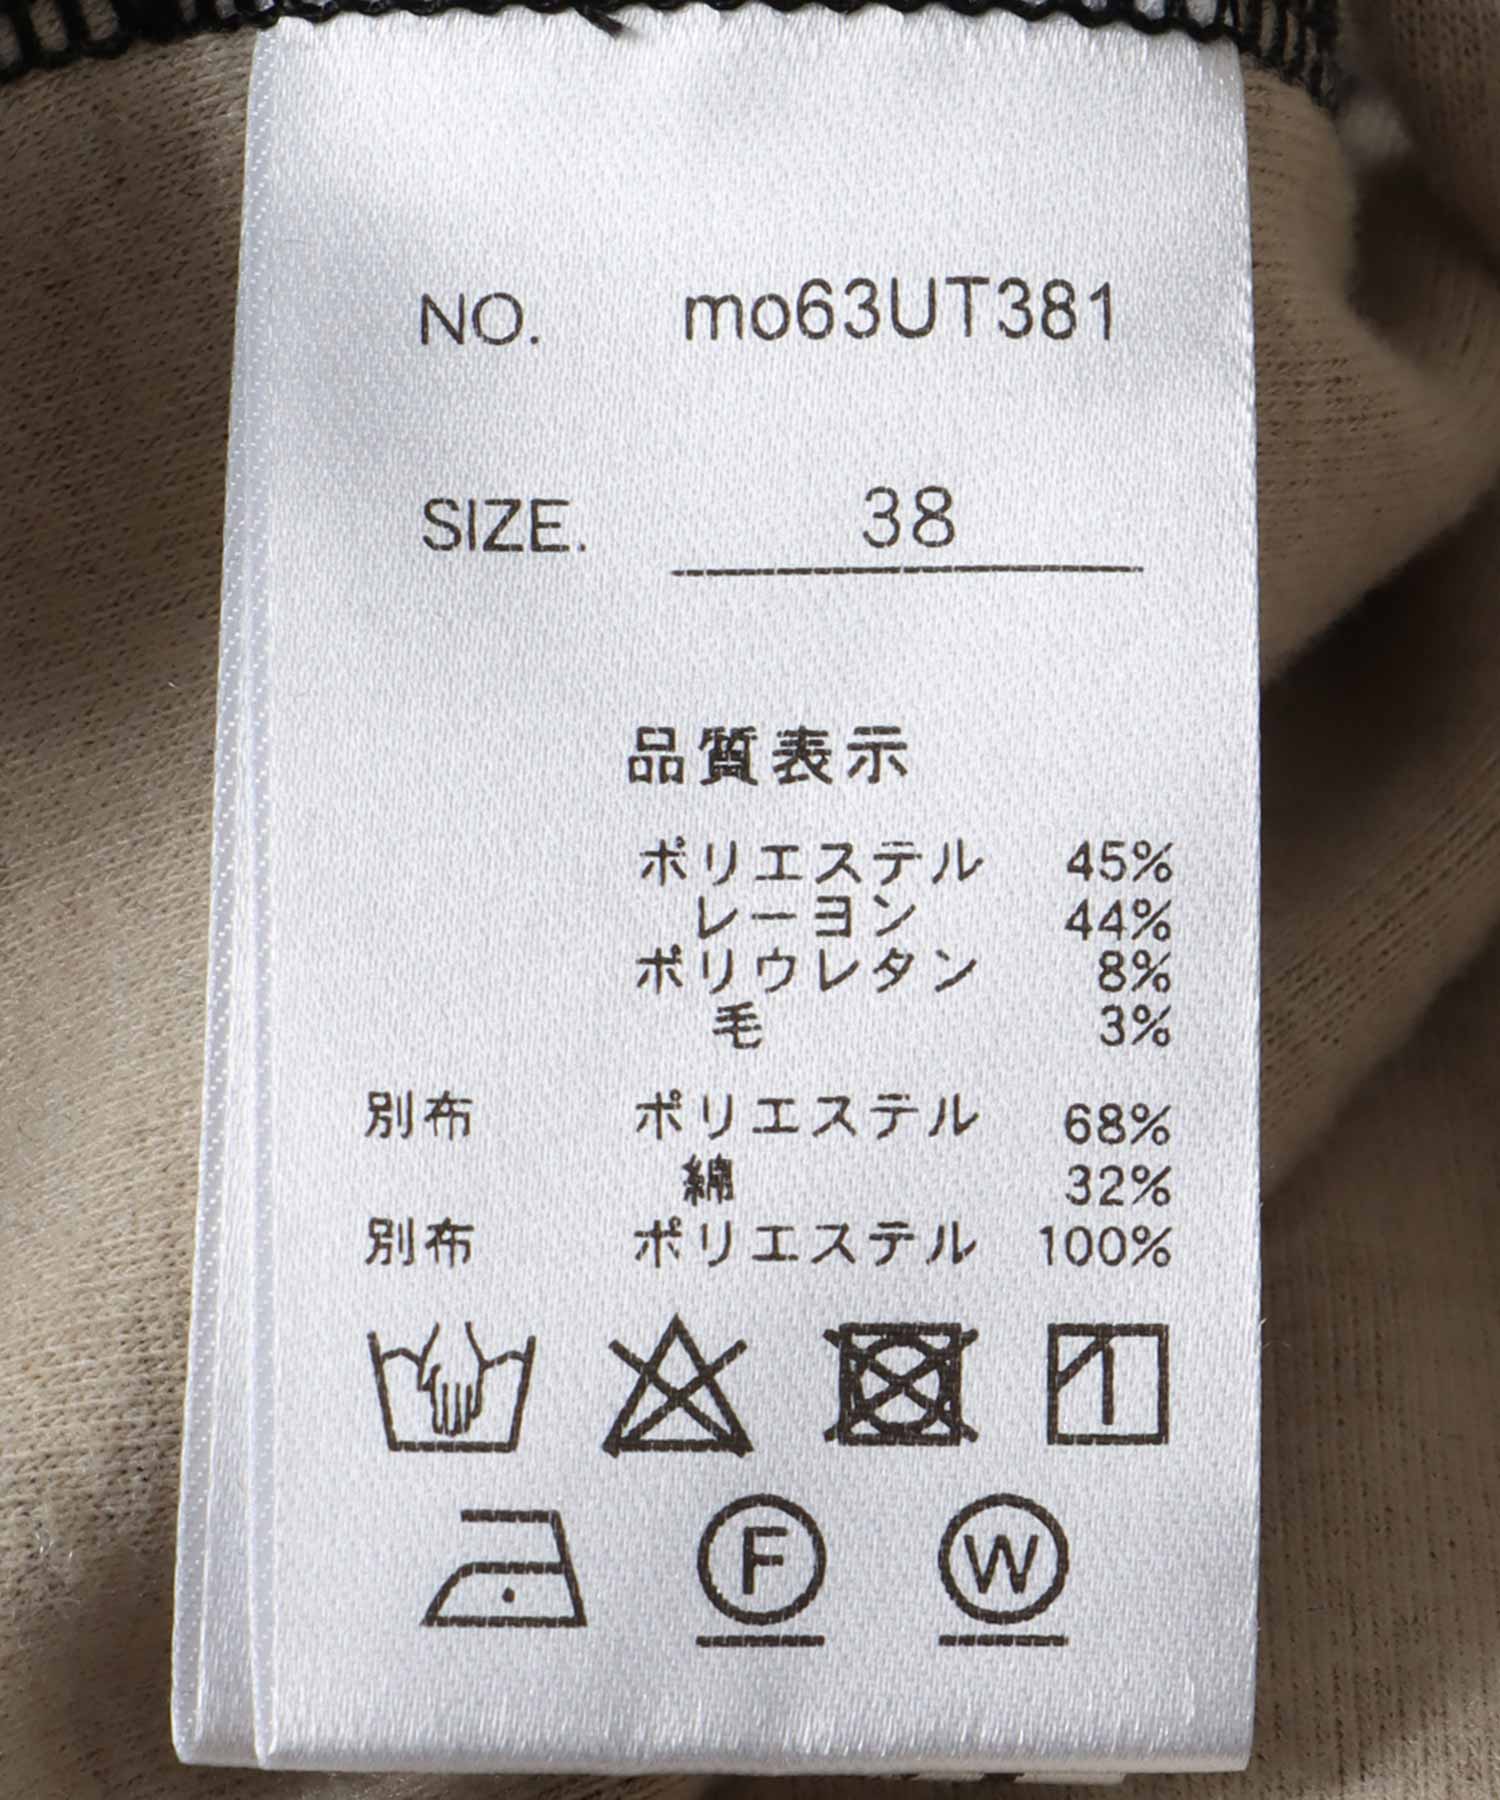 NO. mo63UT381
SIZE. 38
品質表示
ポリエステル 45%
レーヨン 44%
ポリウレタン 8%
毛 3%
別布 ポリエステル 68%
綿 32%
別布 ポリエステル 100%
F W